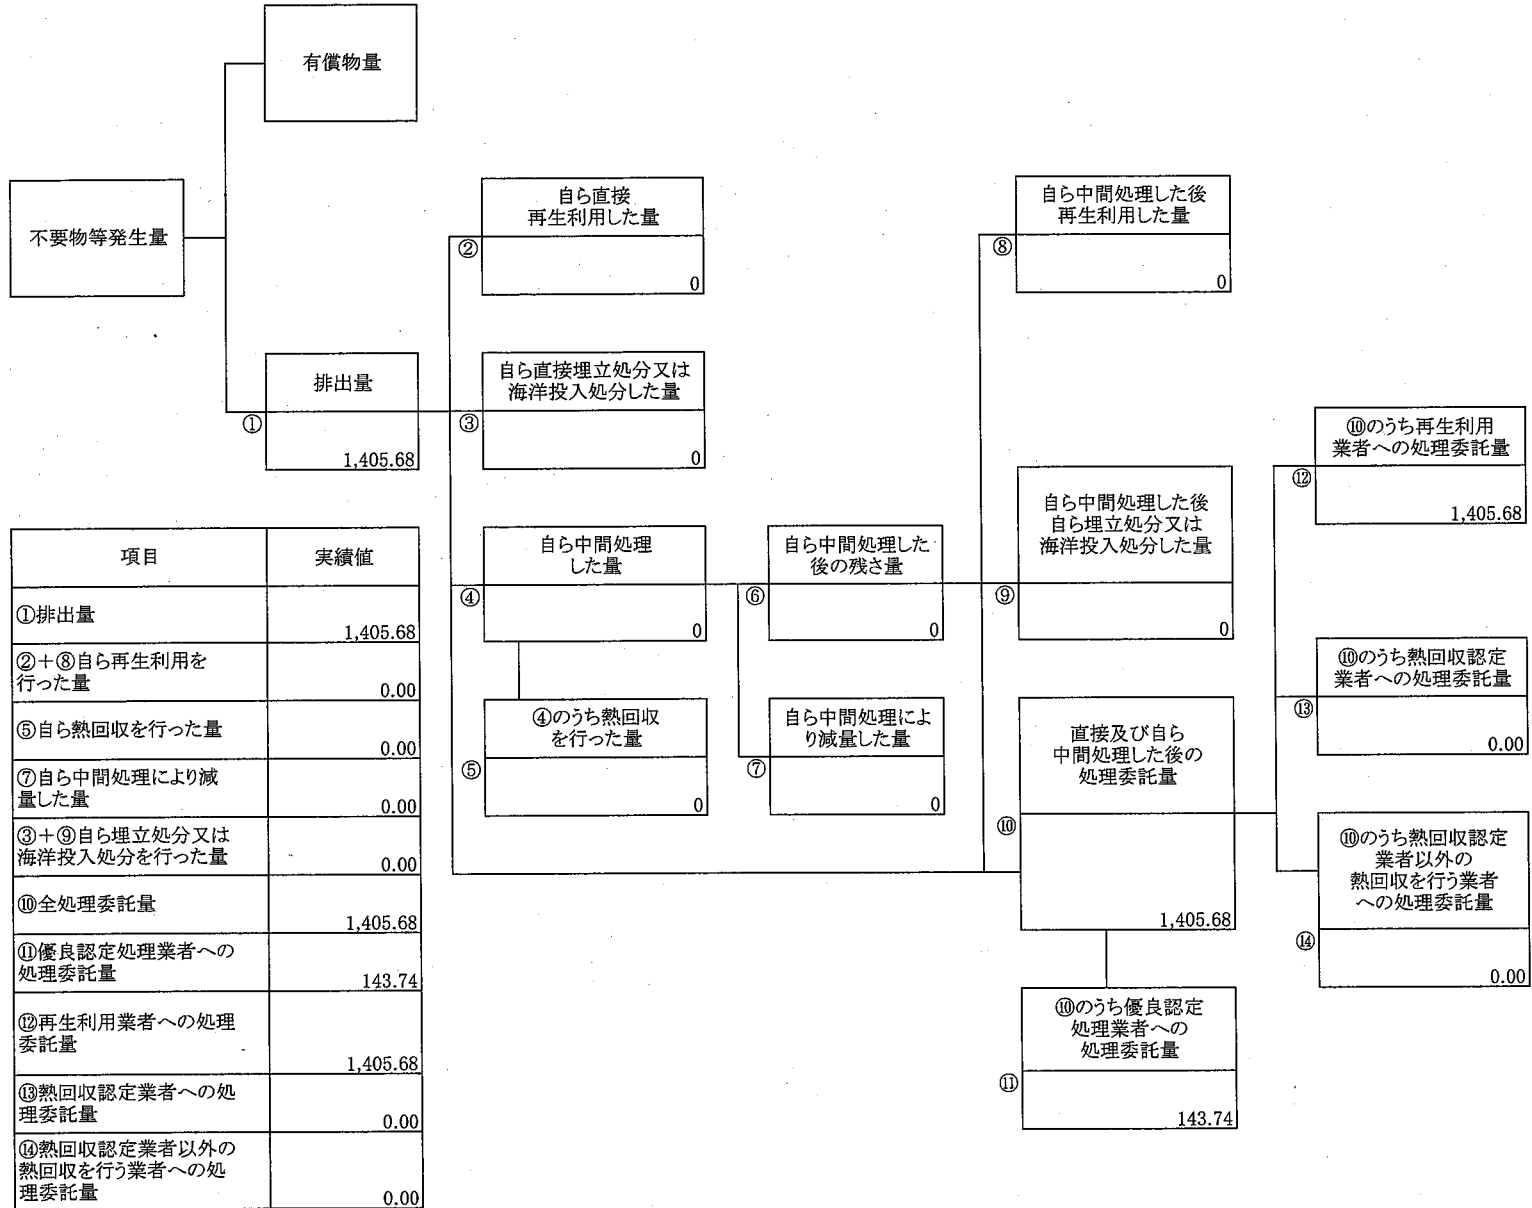 有償物量
不要物等発生量
排出量
①
1,405.68
自ら直接
再生利用した量
②
0
自ら直接埋立処分又は
海洋投入処分した量
③
0
自ら中間処理
した量
④
0
④のうち熱回収
を行った量
⑤
0
自ら中間処理した
後の残さ量
⑥
0
自ら中間処理によ
り減量した量
⑦
0
自ら中間処理した後
再生利用した量
⑧
0
自ら中間処理した後
自ら埋立処分又は
海洋投入処分した量
⑨
0
直接及び自ら
中間処理した後の
処理委託量
⑩
1,405.68
⑩のうち優良認定
処理業者への
処理委託量
⑪
143.74
⑩のうち再生利用
業者への処理委託量
⑫
1,405.68
⑩のうち熱回収認定
業者への処理委託量
⑬
0.00
⑩のうち熱回収認定
業者以外の
熱回収を行う業者
への処理委託量
⑭
0.00
項目 実績値
①排出量
1,405.68
②＋⑧自ら再生利用を
行った量
0.00
⑤自ら熱回収を行った量
0.00
⑦自ら中間処理により減
量した量
0.00
③＋⑨自ら埋立処分又は
海洋投入処分を行った量
0.00
⑩全処理委託量
1,405.68
⑪優良認定処理業者への
処理委託量
143.74
⑫再生利用業者への処理
委託量
1,405.68
⑬熱回収認定業者への処
理委託量
0.00
⑭熱回収認定業者以外の
熱回収を行う業者への処
理委託量
0.00